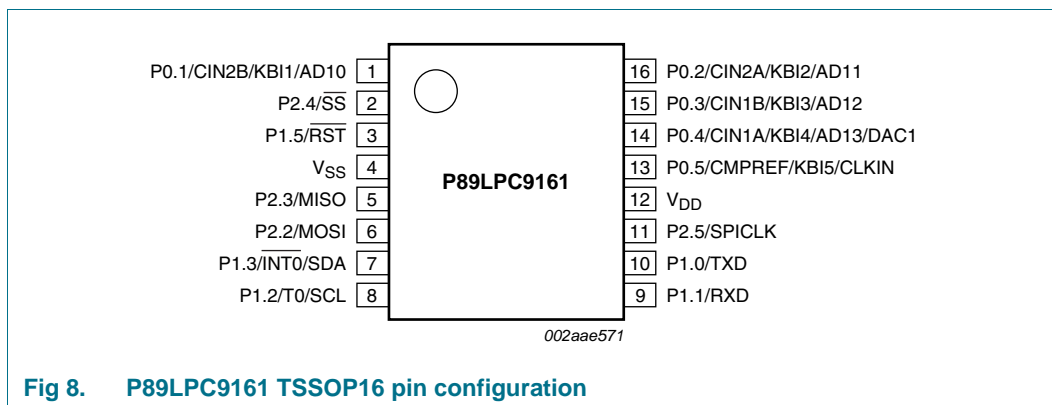 P0.1/CIN2B/KBI1/AD10 1
P2.4/S̅S̅ 2
P1.5/R̅S̅T̅ 3
VSS 4
P2.3/MISO 5
P2.2/MOSI 6
P1.3/I̅N̅T̅0̅/SDA 7
P1.2/T0/SCL 8
P89LPC9161
16 P0.2/CIN2A/KBI2/AD11
15 P0.3/CIN1B/KBI3/AD12
14 P0.4/CIN1A/KBI4/AD13/DAC1
13 P0.5/CMPREF/KBI5/CLKIN
12 VDD
11 P2.5/SPICLK
10 P1.0/TXD
9 P1.1/RXD
002aae571
Fig 8. P89LPC9161 TSSOP16 pin configuration